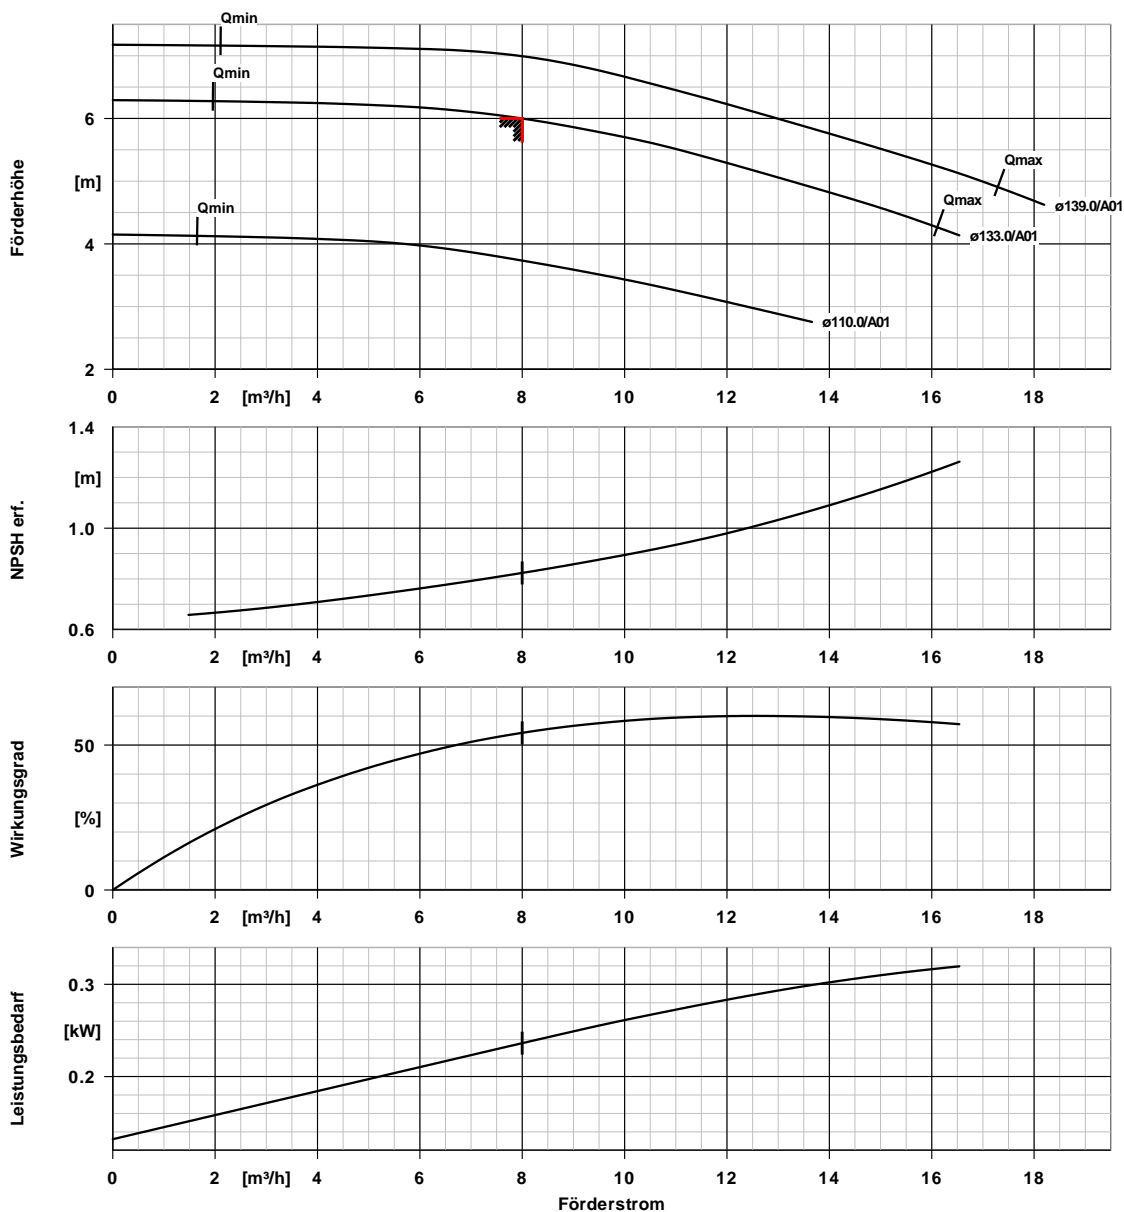 Qmin
Qmin
6
Qmax
[m]
Förderhöhe
Qmax
Qmin
ø139.0/A01
ø133.0/A01
4
ø110.0/A01
2
0 2 [m³/h] 4 6 8 10 12 14 16 18
1.4
[m]
1.0
NPSH erf.
0.6
0 2 [m³/h] 4 6 8 10 12 14 16 18
50
Wirkungsgrad
[%]
0
0 2 [m³/h] 4 6 8 10 12 14 16 18
0.3
[kW]
Leistungsbedarf
0.2
0 2 [m³/h] 4 6 8 10 12 14 16 18
Förderstrom